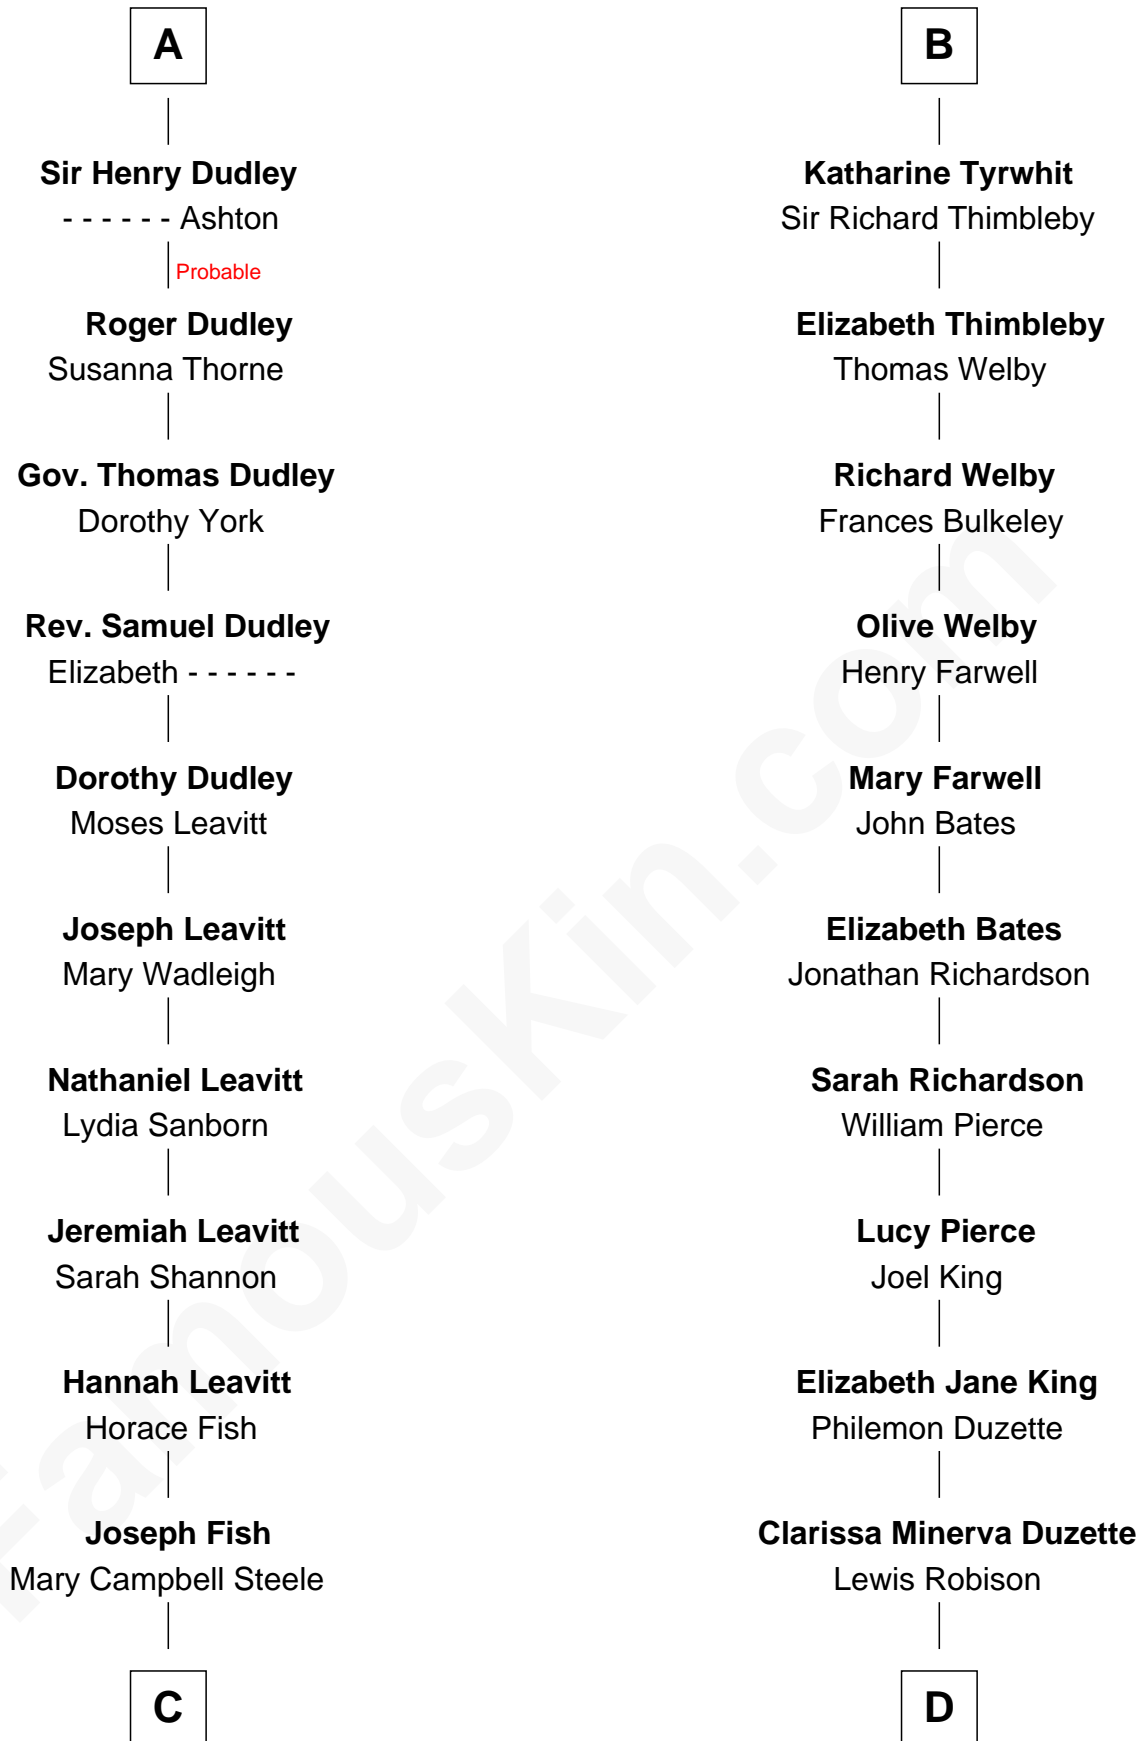 A
Sir Henry Dudley
- - - - - - Ashton
Probable
Roger Dudley
Susanna Thorne
Gov. Thomas Dudley
Dorothy York
Rev. Samuel Dudley
Elizabeth - - - - - -
Dorothy Dudley
Moses Leavitt
Joseph Leavitt
Mary Wadleigh
Nathaniel Leavitt
Lydia Sanborn
Jeremiah Leavitt
Sarah Shannon
Hannah Leavitt
Horace Fish
Joseph Fish
Mary Campbell Steele
C
B
Katharine Tyrwhit
Sir Richard Thimbleby
Elizabeth Thimbleby
Thomas Welby
Richard Welby
Frances Bulkeley
Olive Welby
Henry Farwell
Mary Farwell
John Bates
Elizabeth Bates
Jonathan Richardson
Sarah Richardson
William Pierce
Lucy Pierce
Joel King
Elizabeth Jane King
Philemon Duzette
Clarissa Minerva Duzette
Lewis Robison
D
FamousKin.com